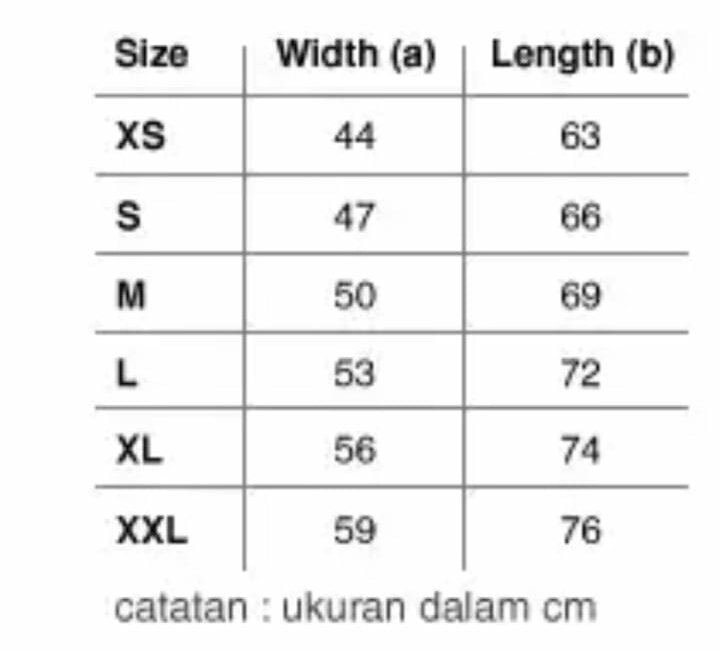 Size Width (a) Length (b)
XS 44 63
S 47 66
M 50 69
L 53 72
XL 56 74
XXL 59 76
catatan : ukuran dalam cm